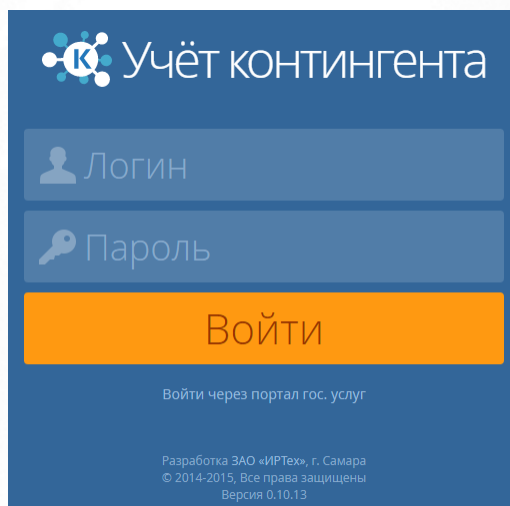 К
Учёт контингента
Логин
Пароль
Войти
Войти через портал гос. услуг
Разработка ЗАО «ИРТех», г. Самара
© 2014-2015, Все права защищены
Версия 0.10.13